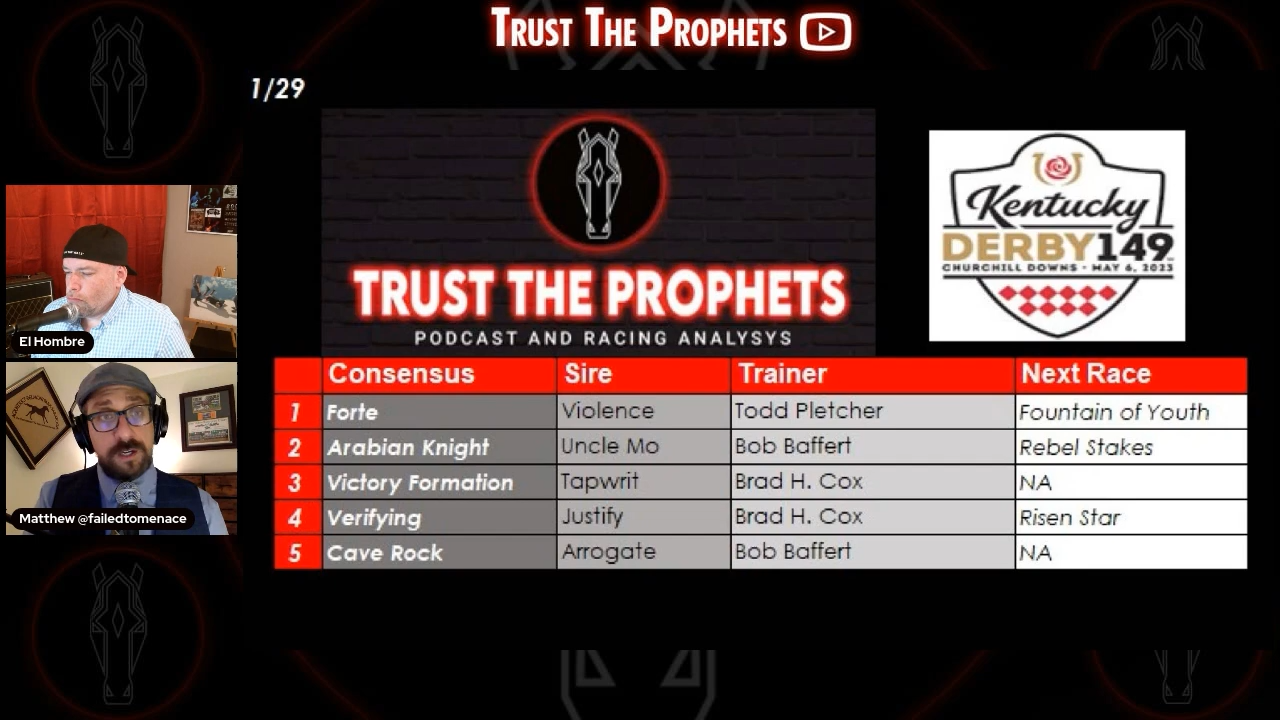 TRUST THE PROPHETS
1/29
TRUST THE PROPHETS
PODCAST AND RACING ANALYSYS
Kentucky
DERBY149
CHURCHILL DOWNS • MAY 6, 2023
Consensus Sire Trainer Next Race
1 Forte Violence Todd Pletcher Fountain of Youth
2 Arabian Knight Uncle Mo Bob Baffert Rebel Stakes
3 Victory Formation Tapwrit Brad H. Cox NA
4 Verifying Justify Brad H. Cox Risen Star
5 Cave Rock Arrogate Bob Baffert NA
El Hombre
Matthew @failedtomenace